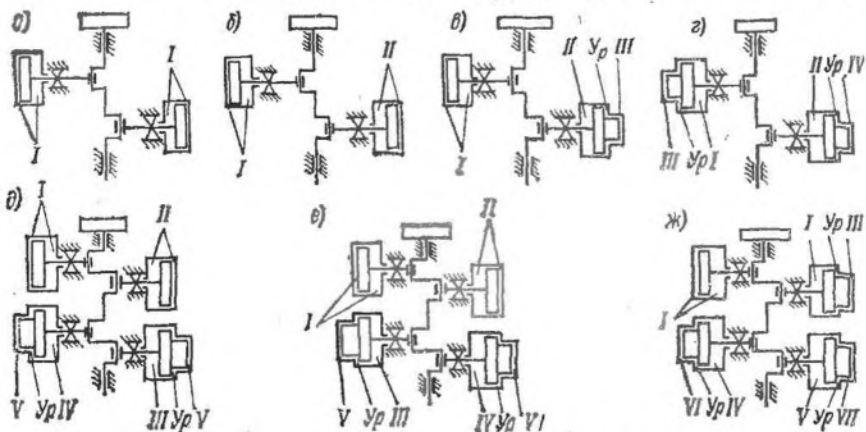 а)
I
I
б)
II
I
в)
II Ур III
I
г)
II Ур IV
III Ур I
д)
I
II
V Ур IV
III Ур V
е)
II
I
V Ур III
IV Ур VI
ж)
I Ур III
I
VI Ур IV
V Ур VII